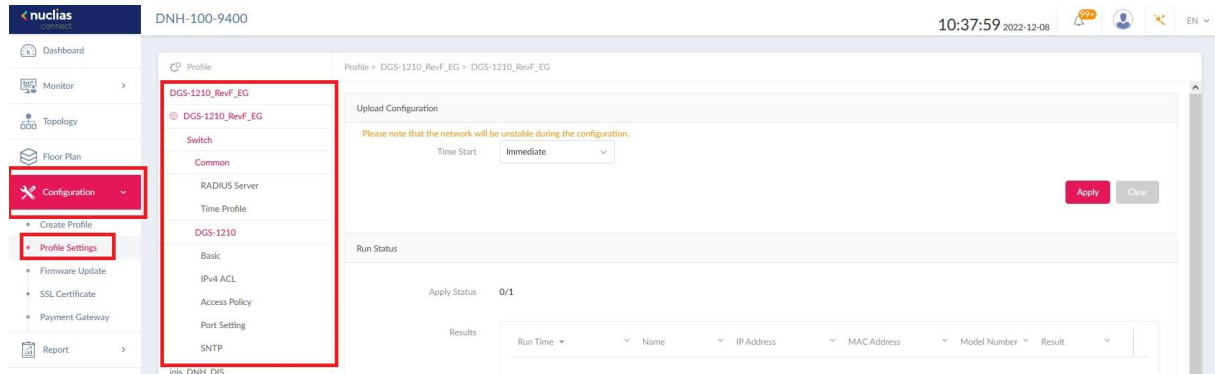 nuclias
connect
DNH-100-9400
10:37:59 2022-12-08
99+
EN
Dashboard
Monitor
Topology
Floor Plan
Configuration
Create Profile
Profile Settings
Firmware Update
SSL Certificate
Payment Gateway
Report
Profile
DGS-1210_RevF_EG
DGS-1210_RevF_EG
Switch
Common
RADIUS Server
Time Profile
DGS-1210
Basic
IPv4 ACL
Access Policy
Port Setting
SNTP
Profile > DGS-1210_RevF_EG > DGS-1210_RevF_EG
Upload Configuration
Please note that the network will be unstable during the configuration.
Time Start Immediate
Apply Clear
Run Status
Apply Status 0/1
Results
Run Time Name IP Address MAC Address Model Number Result